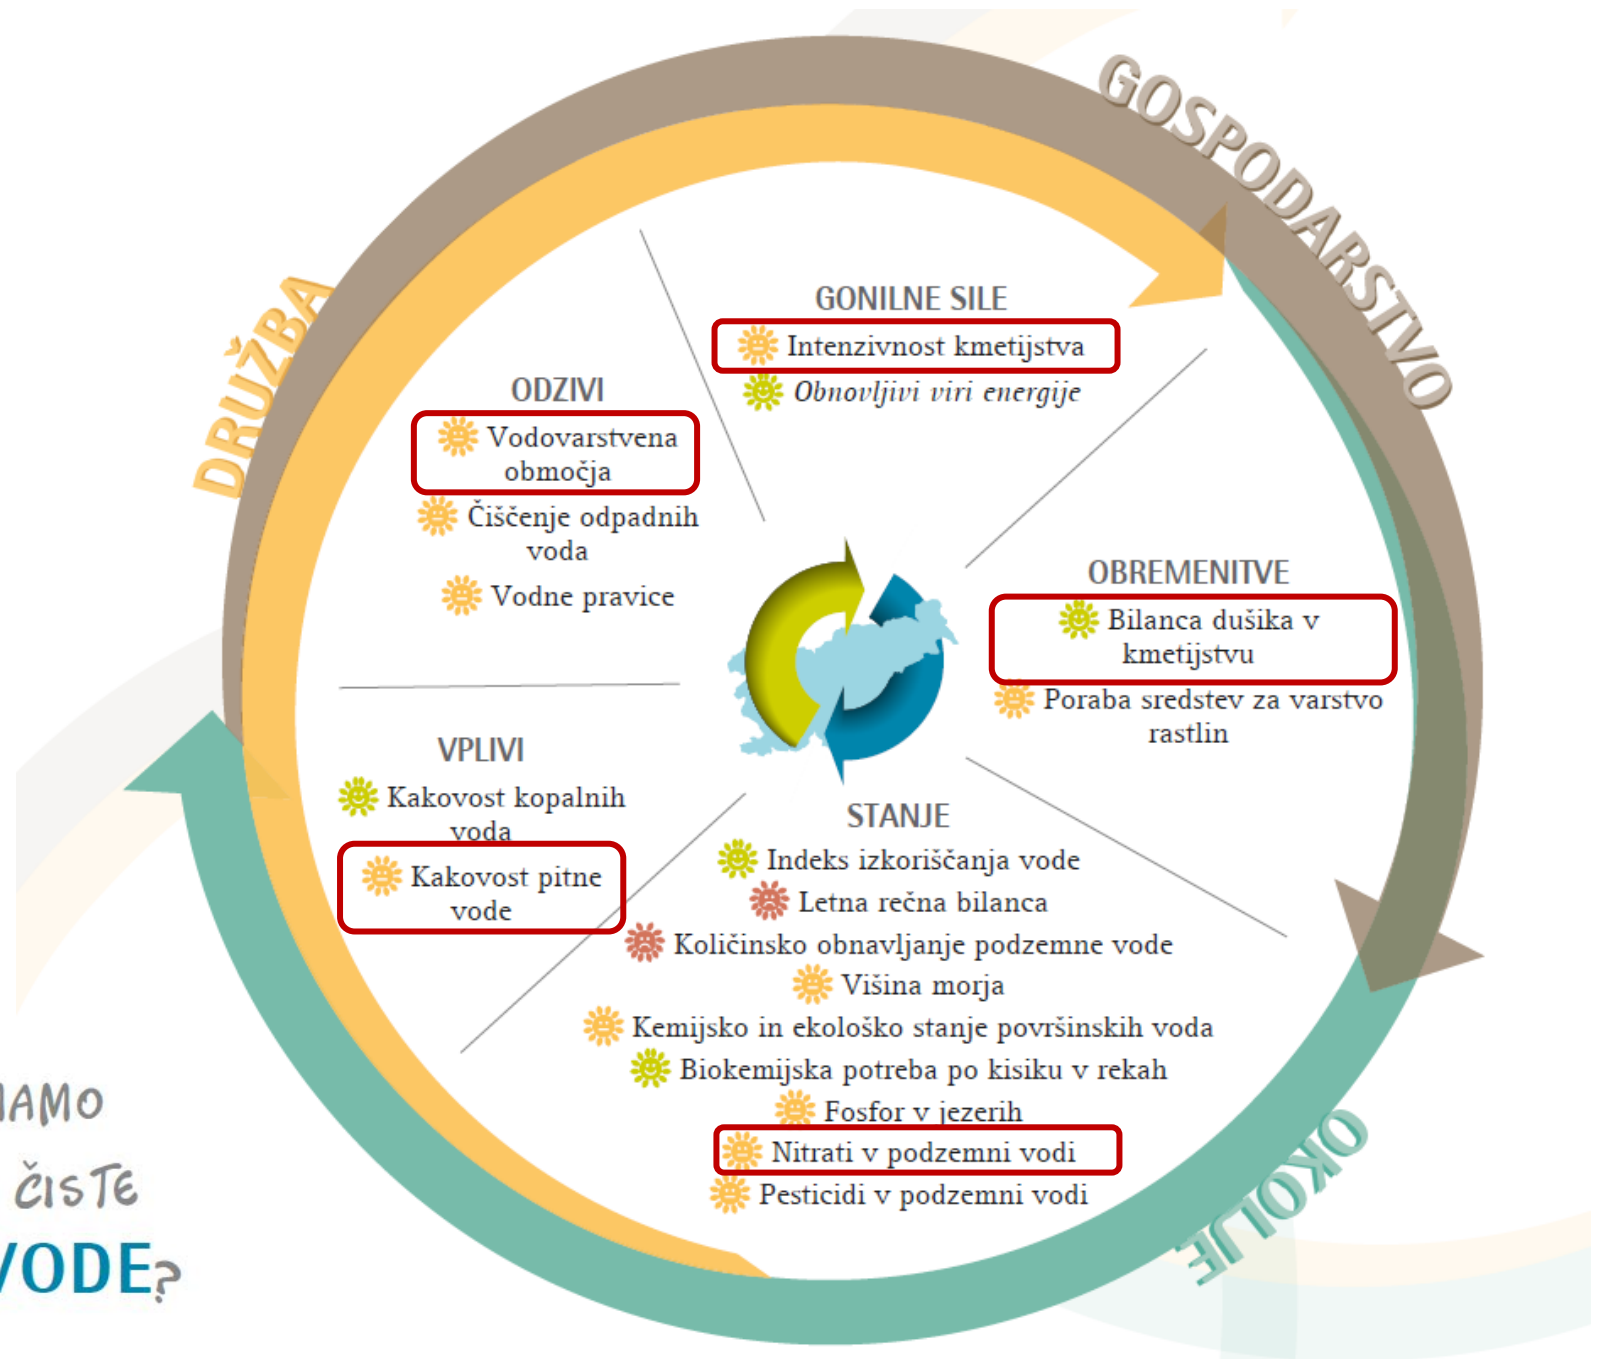 GOSPODARSTVO
DRUŽBA
GONILNE SILE
Intenzivnost kmetijstva
Obnovljivi viri energije
ODZIVI
Vodovarstvena
območja
Čiščenje odpadnih
voda
Vodne pravice
OBREMENITVE
Bilanca dušika v
kmetijstvu
Poraba sredstev za varstvo
rastlin
VPLIVI
Kakovost kopalnih
voda
Kakovost pitne
vode
STANJE
Indeks izkoriščanja vode
Letna rečna bilanca
Količinsko obnavljanje podzemne vode
Višina morja
Kemijsko in ekološko stanje površinskih voda
Biokemijska potreba po kisiku v rekah
Fosfor v jezerih
Nitrati v podzemni vodi
Pesticidi v podzemni vodi
OKOLJE
ČISTE
VODE?